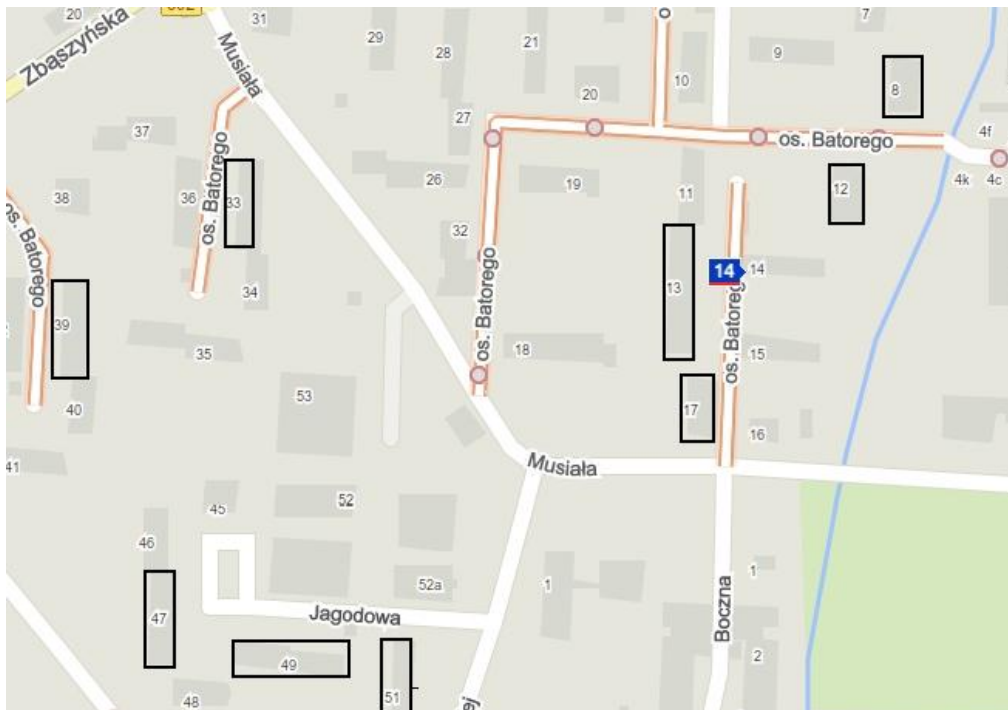 20
31
Zbąszyńska
Musiała
29
28
21
20
10
9
7
8
27
37
os. Batorego
4f
36
os. Batorego
33
26
19
11
12
4k
4c
38
os. Batorego
32
os. Batorego
39
34
13
14
14
os. Batorego
35
18
15
40
53
17
16
41
Musiała
45
52
46
52a
1
1
47
Jagodowa
Boczna
49
2
48
51
ej